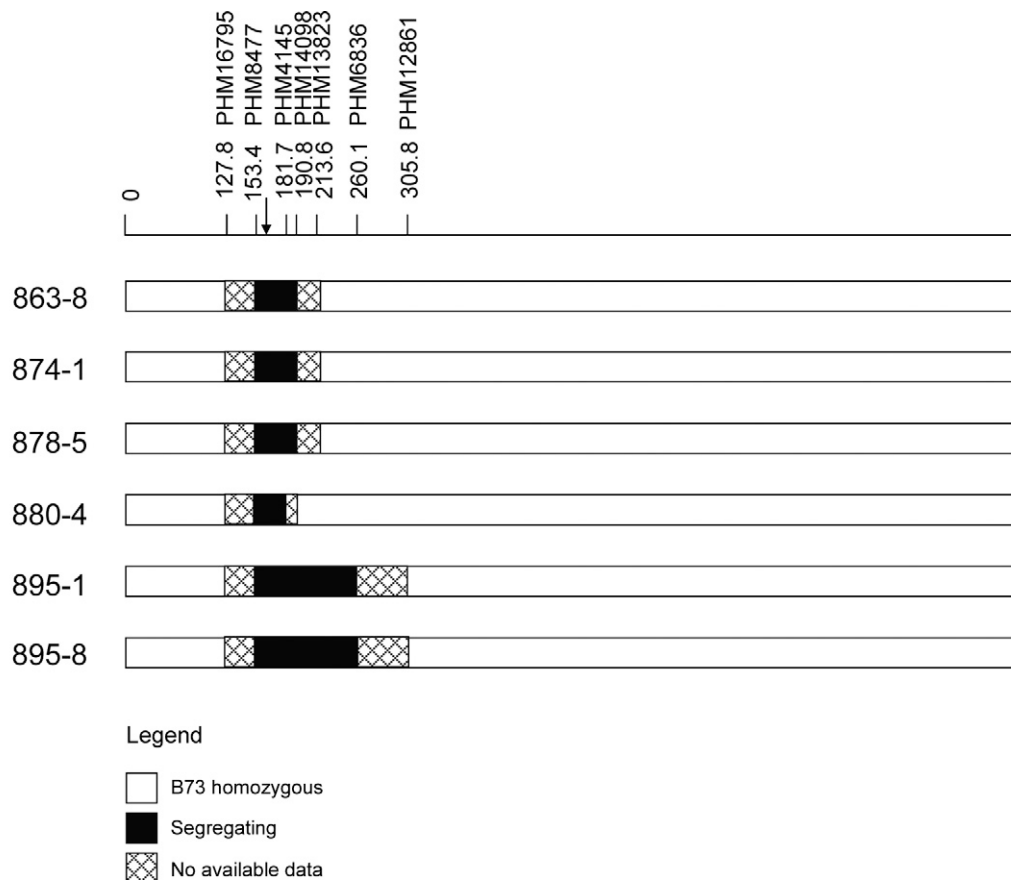 0
127.8 PHM16795
153.4 PHM8477
181.7 PHM4145
190.8 PHM14098
213.6 PHM13823
260.1 PHM6836
305.8 PHM12861
863-8
874-1
878-5
880-4
895-1
895-8
Legend
B73 homozygous
Segregating
No available data